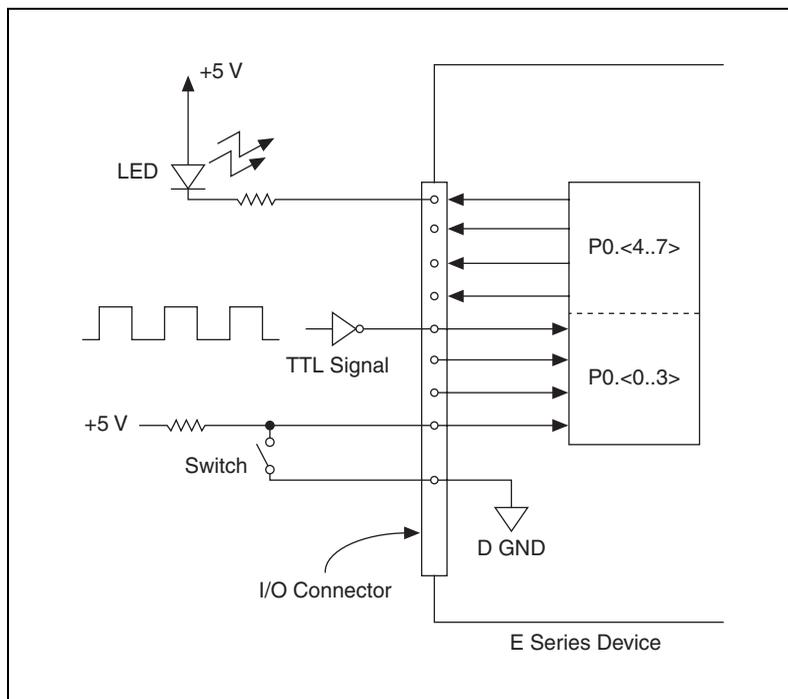 +5 V
LED
P0.<4..7>
TTL Signal
P0.<0..3>
+5 V
Switch
D GND
I/O Connector
E Series Device